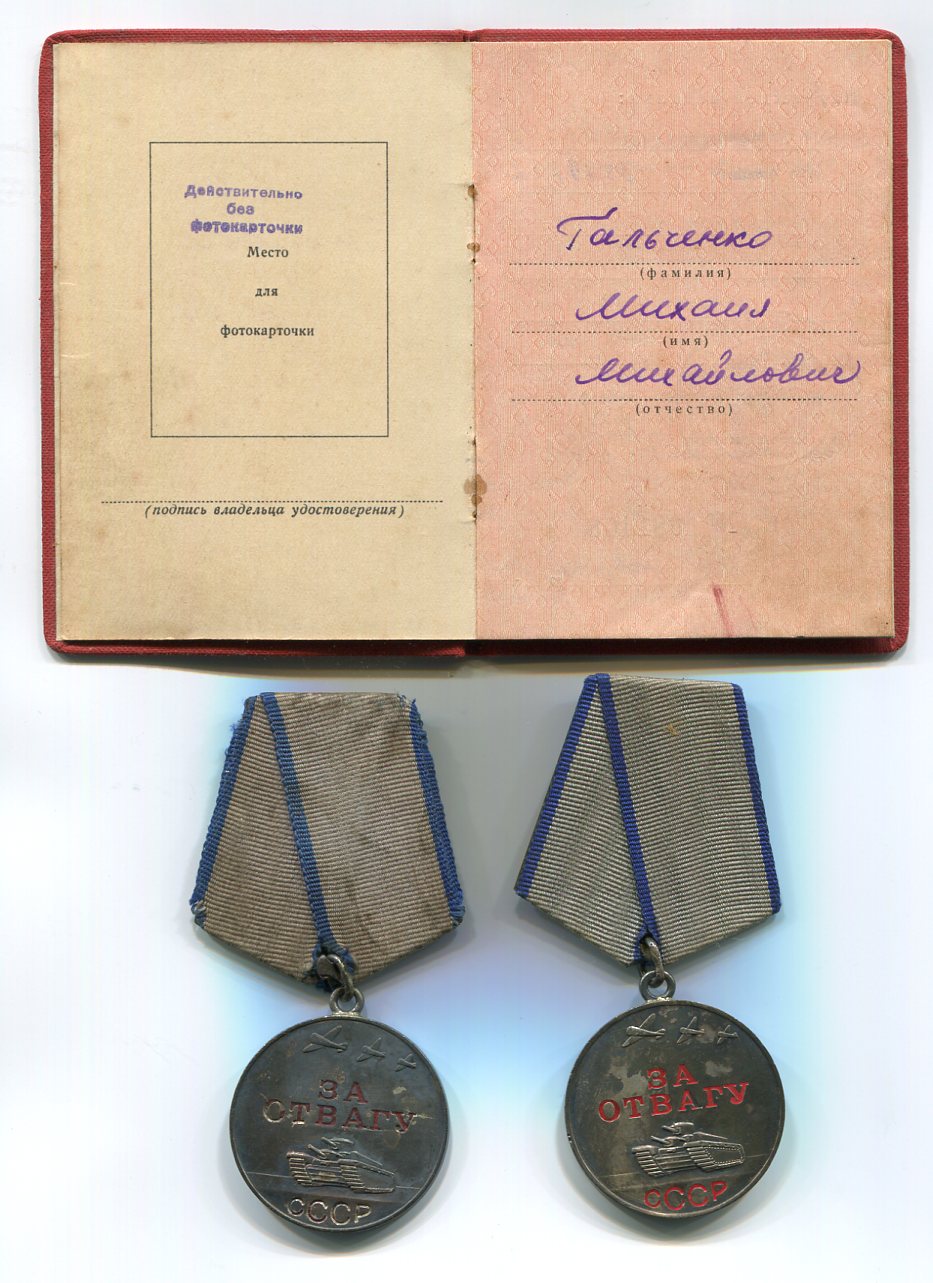 Действительно
без
фотокарточки
Место
для
фотокарточки
(подпись владельца удостоверения)
Гальченко
(фамилия)
Михаил
(имя)
Михайлович
(отчество)
ЗА
ОТВАГУ
СССР
ЗА
ОТВАГУ
СССР